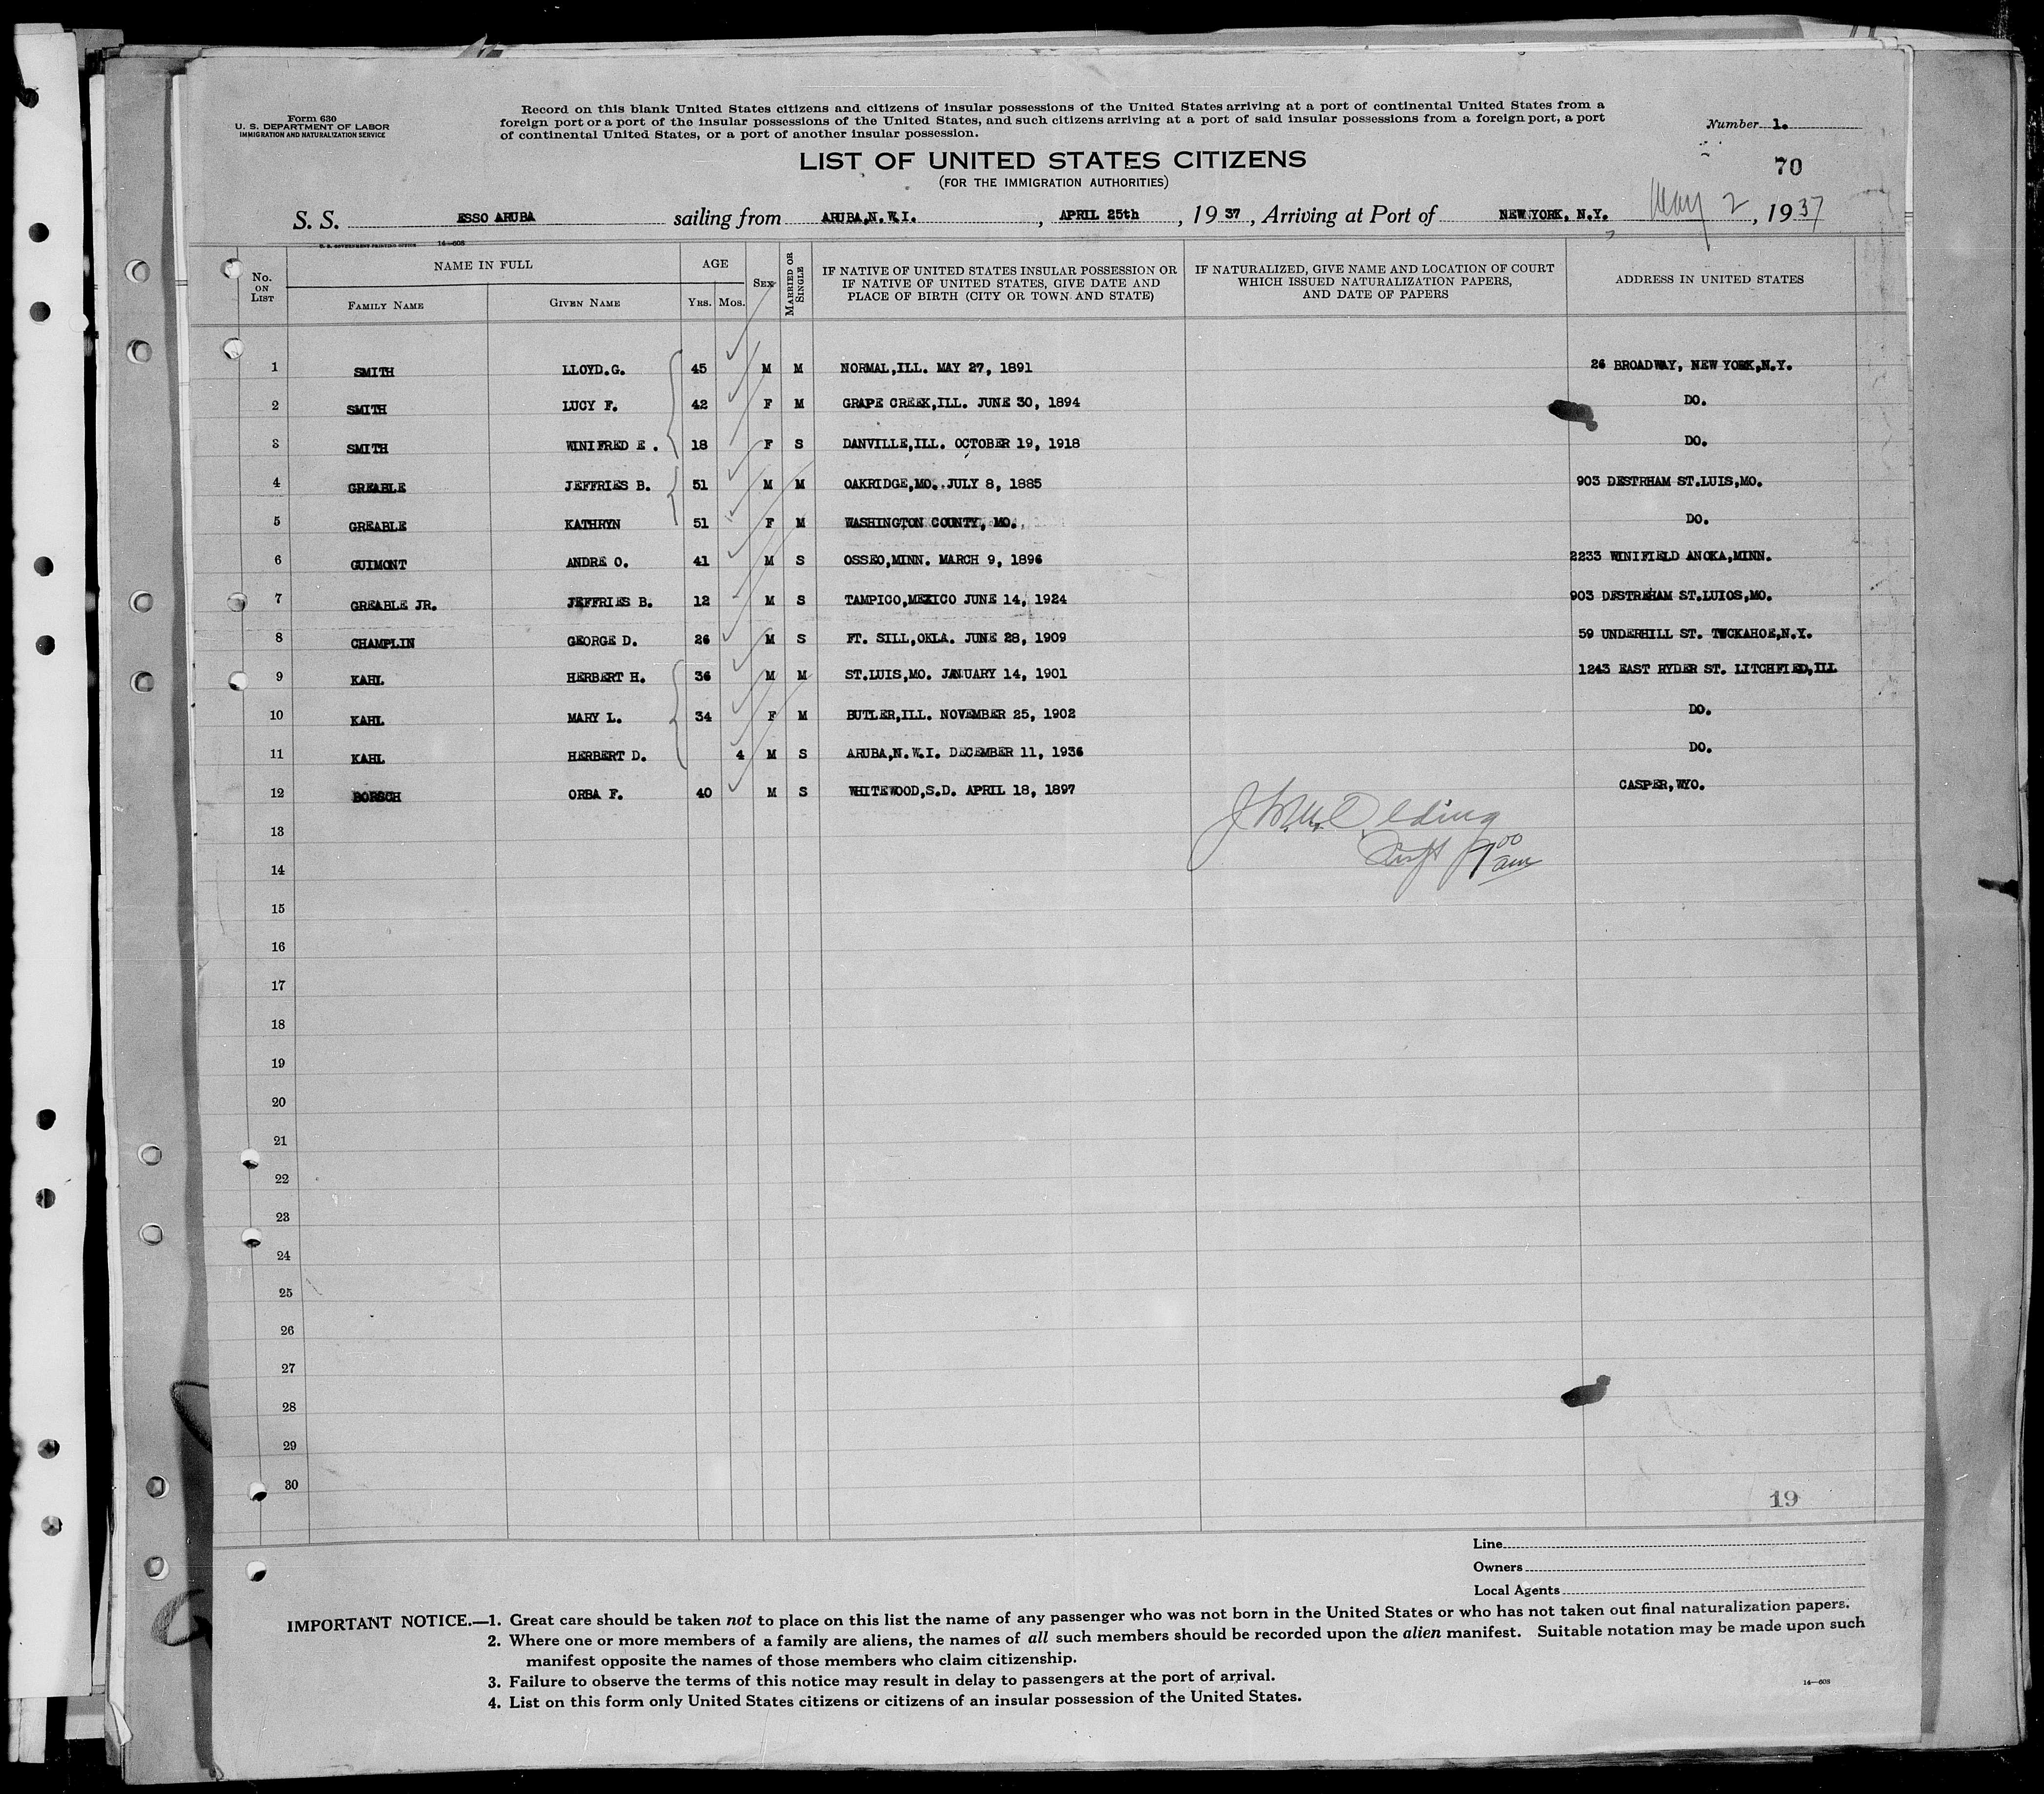 Form 630
U. S. DEPARTMENT OF LABOR
IMMIGRATION AND NATURALIZATION SERVICE
Record on this blank United States citizens and citizens of insular possessions of the United States arriving at a port of continental United States from a
foreign port or a port of the insular possessions of the United States, and such citizens arriving at a port of said insular possessions from a foreign port, a port
of continental United States, or a port of another insular possession.
Number 1.
LIST OF UNITED STATES CITIZENS
(FOR THE IMMIGRATION AUTHORITIES)
70
S. S. ESSO ARUBA sailing from ARUBA,N.W.I. , APRIL 25th , 19 37 , Arriving at Port of NEW YORK, N.Y. May 2 , 19 37
U. S. GOVERNMENT PRINTING OFFICE 14—608
No. ON LIST
NAME IN FULL
FAMILY NAME GIVEN NAME
AGE
YRS. MOS.
SEX
MARRIED OR SINGLE
IF NATIVE OF UNITED STATES INSULAR POSSESSION OR
IF NATIVE OF UNITED STATES, GIVE DATE AND
PLACE OF BIRTH (CITY OR TOWN AND STATE)
IF NATURALIZED, GIVE NAME AND LOCATION OF COURT
WHICH ISSUED NATURALIZATION PAPERS,
AND DATE OF PAPERS
ADDRESS IN UNITED STATES
1 SMITH LLOYD.G. 45 M M NORMAL,ILL. MAY 27, 1891 26 BROADWAY, NEW YORK,N.Y.
2 SMITH LUCY F. 42 F M GRAPE CREEK,ILL. JUNE 30, 1894 DO.
3 SMITH WINIFRED E . 18 F S DANVILLE,ILL. OCTOBER 19, 1918 DO.
4 GREABLE JEFFRIES B. 51 M M OAKRIDGE,MO. JULY 8, 1885 903 DESTRHAM ST.LUIS,MO.
5 GREABLE KATHRYN 51 F M WASHINGTON COUNTY, MO. DO.
6 GUIMONT ANDRE O. 41 M S OSSEO,MINN. MARCH 9, 1896 2233 WINIFIELD ANOKA,MINN.
7 GREABLE JR. JEFFRIES B. 12 M S TAMPICO,MEXICO JUNE 14, 1924 903 DESTREHAM ST.LUIOS,MO.
8 CHAMPLIN GEORGE D. 26 M S FT. SILL,OKLA. JUNE 28, 1909 59 UNDERHILL ST. TUCKAHOE,N.Y.
9 KAHL HERBERT H. 36 M M ST.LUIS,MO. JANUARY 14, 1901 1243 EAST RYDER ST. LITCHFIED,ILL
10 KAHL MARY L. 34 F M BUTLER,ILL. NOVEMBER 25, 1902 DO.
11 KAHL HERBERT D. 4 M S ARUBA,N.W.I. DECEMBER 11, 1936 DO.
12 BORSCH ORBA F. 40 M S WHITEWOOD,S.D. APRIL 18, 1897 CASPER,WYO.
13
14
15
16
17
18
19
20
21
22
23
24
25
26
27
28
29
30
19
Line
Owners
Local Agents
IMPORTANT NOTICE.—1. Great care should be taken not to place on this list the name of any passenger who was not born in the United States or who has not taken out final naturalization papers.
2. Where one or more members of a family are aliens, the names of all such members should be recorded upon the alien manifest. Suitable notation may be made upon such
manifest opposite the names of those members who claim citizenship.
3. Failure to observe the terms of this notice may result in delay to passengers at the port of arrival.
4. List on this form only United States citizens or citizens of an insular possession of the United States.
14—608